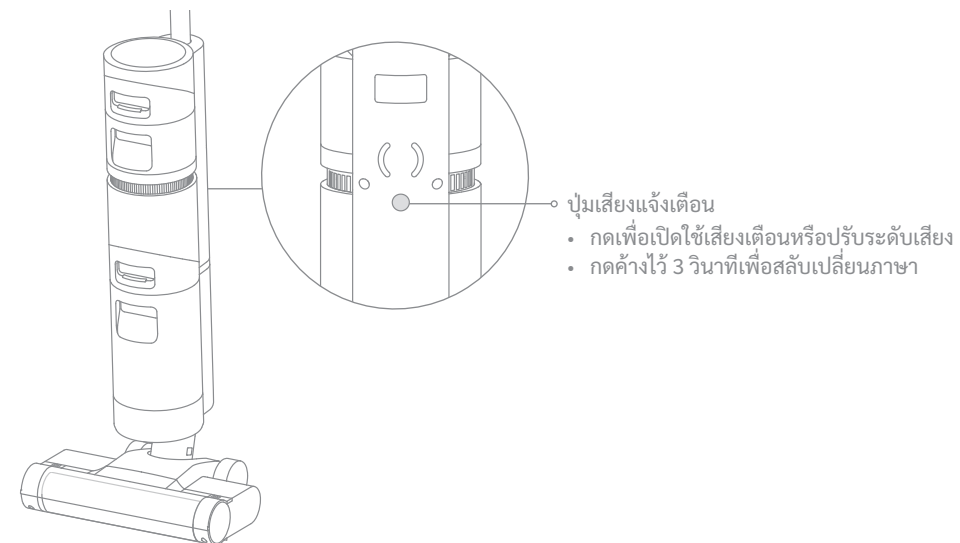 ปุ่มเสียงแจ้งเตือน
• กดเพื่อเปิดใช้เสียงเตือนหรือปรับระดับเสียง
• กดค้างไว้ 3 วินาทีเพื่อสลับเปลี่ยนภาษา